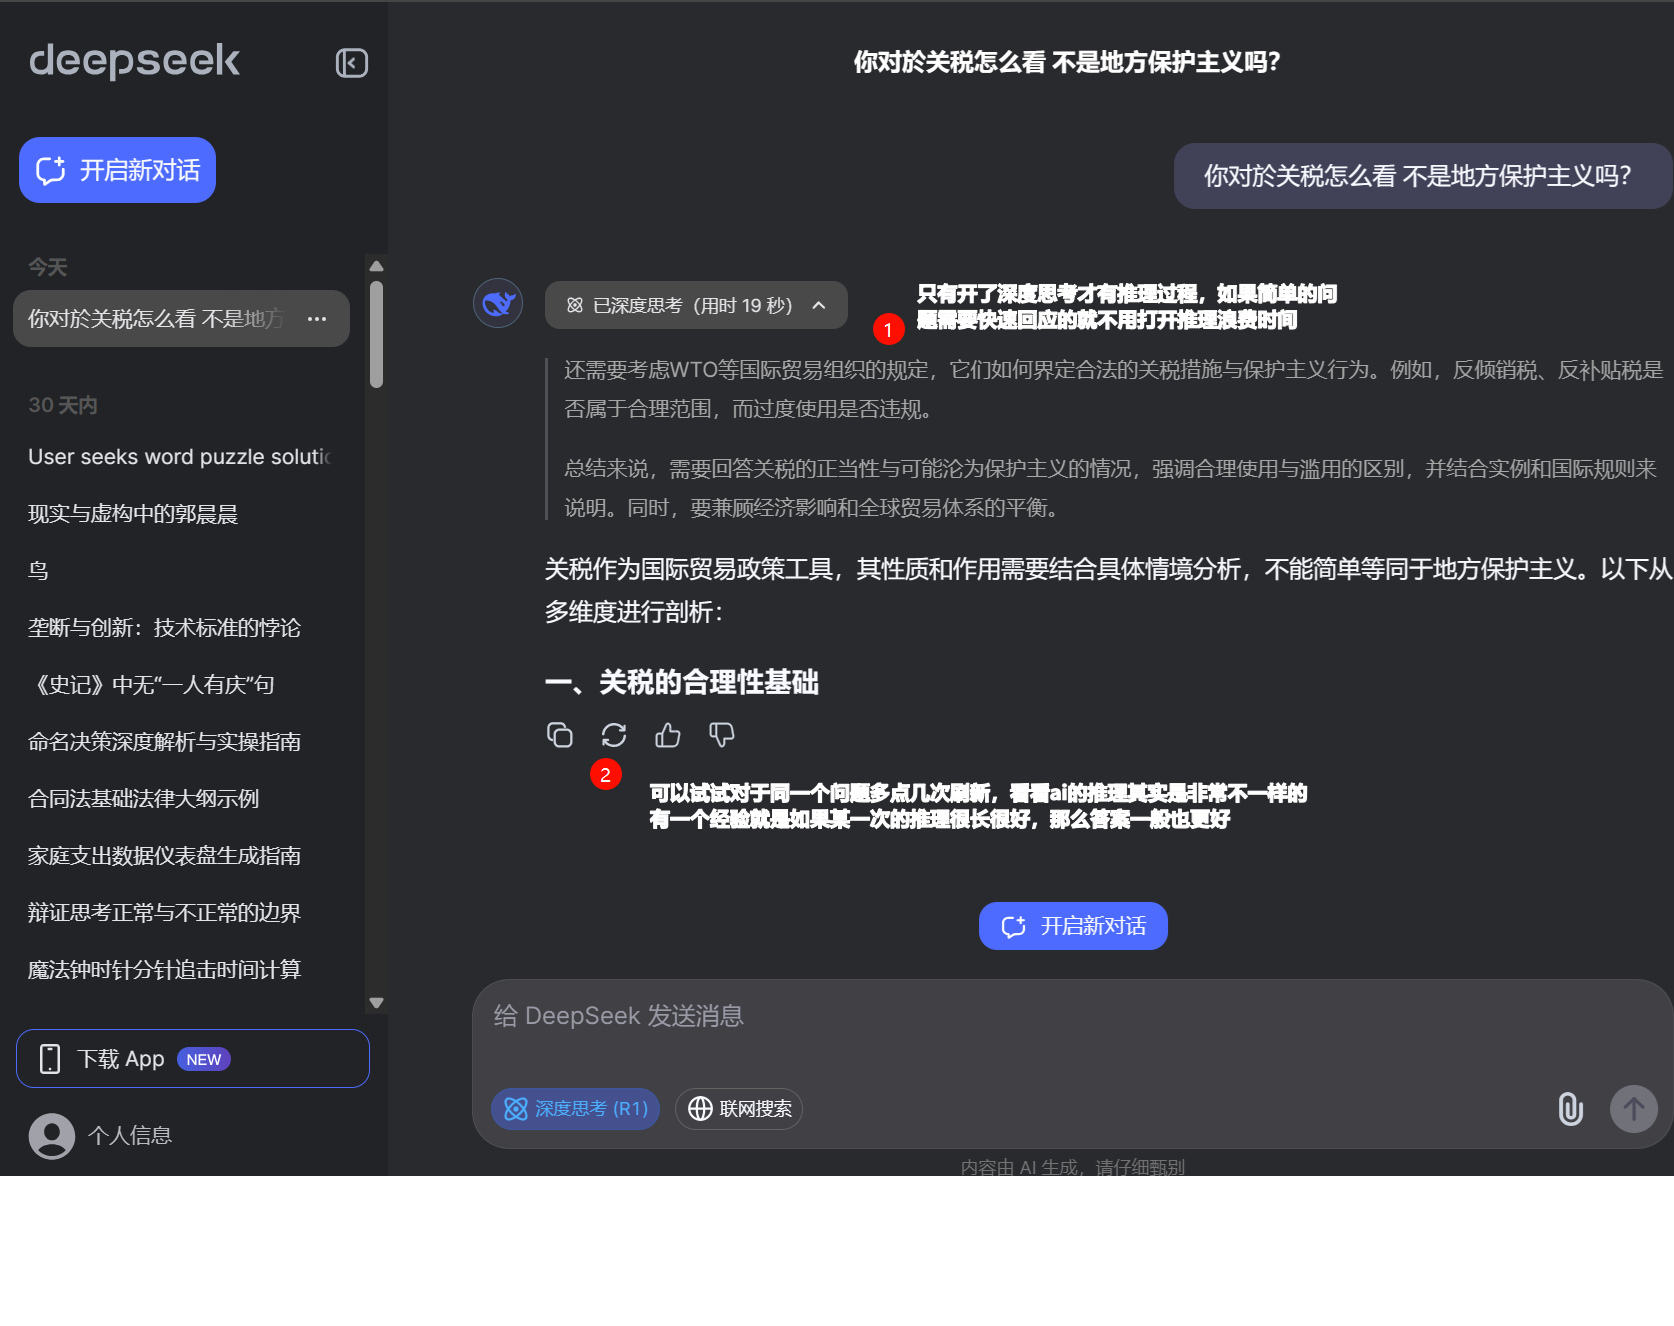 deepseek
开启新对话
今天
你对於关税怎么看 不是地方
30 天内
User seeks word puzzle solutio
现实与虚构中的郭晨晨
鸟
垄断与创新：技术标准的悖论
《史记》中无“一人有庆”句
命名决策深度解析与实操指南
合同法基础法律大纲示例
家庭支出数据仪表盘生成指南
辩证思考正常与不正常的边界
魔法钟时针分针追击时间计算
下载 App NEW
个人信息
你对於关税怎么看 不是地方保护主义吗？
你对於关税怎么看 不是地方保护主义吗？
已深度思考（用时 19 秒）
只有开了深度思考才有推理过程，如果简单的问
题需要快速回应的就不用打开推理浪费时间
1
还需要考虑WTO等国际贸易组织的规定，它们如何界定合法的关税措施与保护主义行为。例如，反倾销税、反补贴税是
否属于合理范围，而过度使用是否违规。
总结来说，需要回答关税的正当性与可能沦为保护主义的情况，强调合理使用与滥用的区别，并结合实例和国际规则来
说明。同时，要兼顾经济影响和全球贸易体系的平衡。
关税作为国际贸易政策工具，其性质和作用需要结合具体情境分析，不能简单等同于地方保护主义。以下从
多维度进行剖析：
一、关税的合理性基础
2
可以试试对于同一个问题多点几次刷新，看看ai的推理其实是非常不一样的
有一个经验就是如果某一次的推理很长很好，那么答案一般也更好
开启新对话
给 DeepSeek 发送消息
深度思考 (R1)
联网搜索
内容由 AI 生成，请仔细甄别